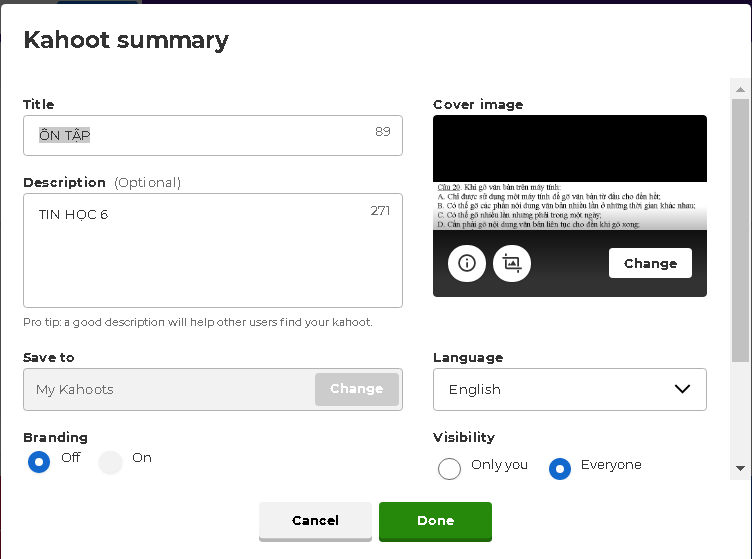 Kahoot summary
Title
ÔN TẬP
89
Description (Optional)
TIN HỌC 6
271
Pro tip: a good description will help other users find your kahoot.
Save to
My Kahoots
Change
Branding
Off
On
Cover image
Câu 20. Khi gõ văn bản trên máy tính:
A. Chỉ được sử dụng một máy tính để gõ văn bản từ đầu cho đến hết;
B. Có thể gõ các phần nội dung văn bản nhiều lần ở những thời gian khác nhau;
C. Có thể gõ nhiều lần nhưng phải trong một ngày;
D. Cần phải gõ nội dung văn bản liên tục cho đến khi gõ xong;
Change
Language
English
Visibility
Only you
Everyone
Cancel
Done